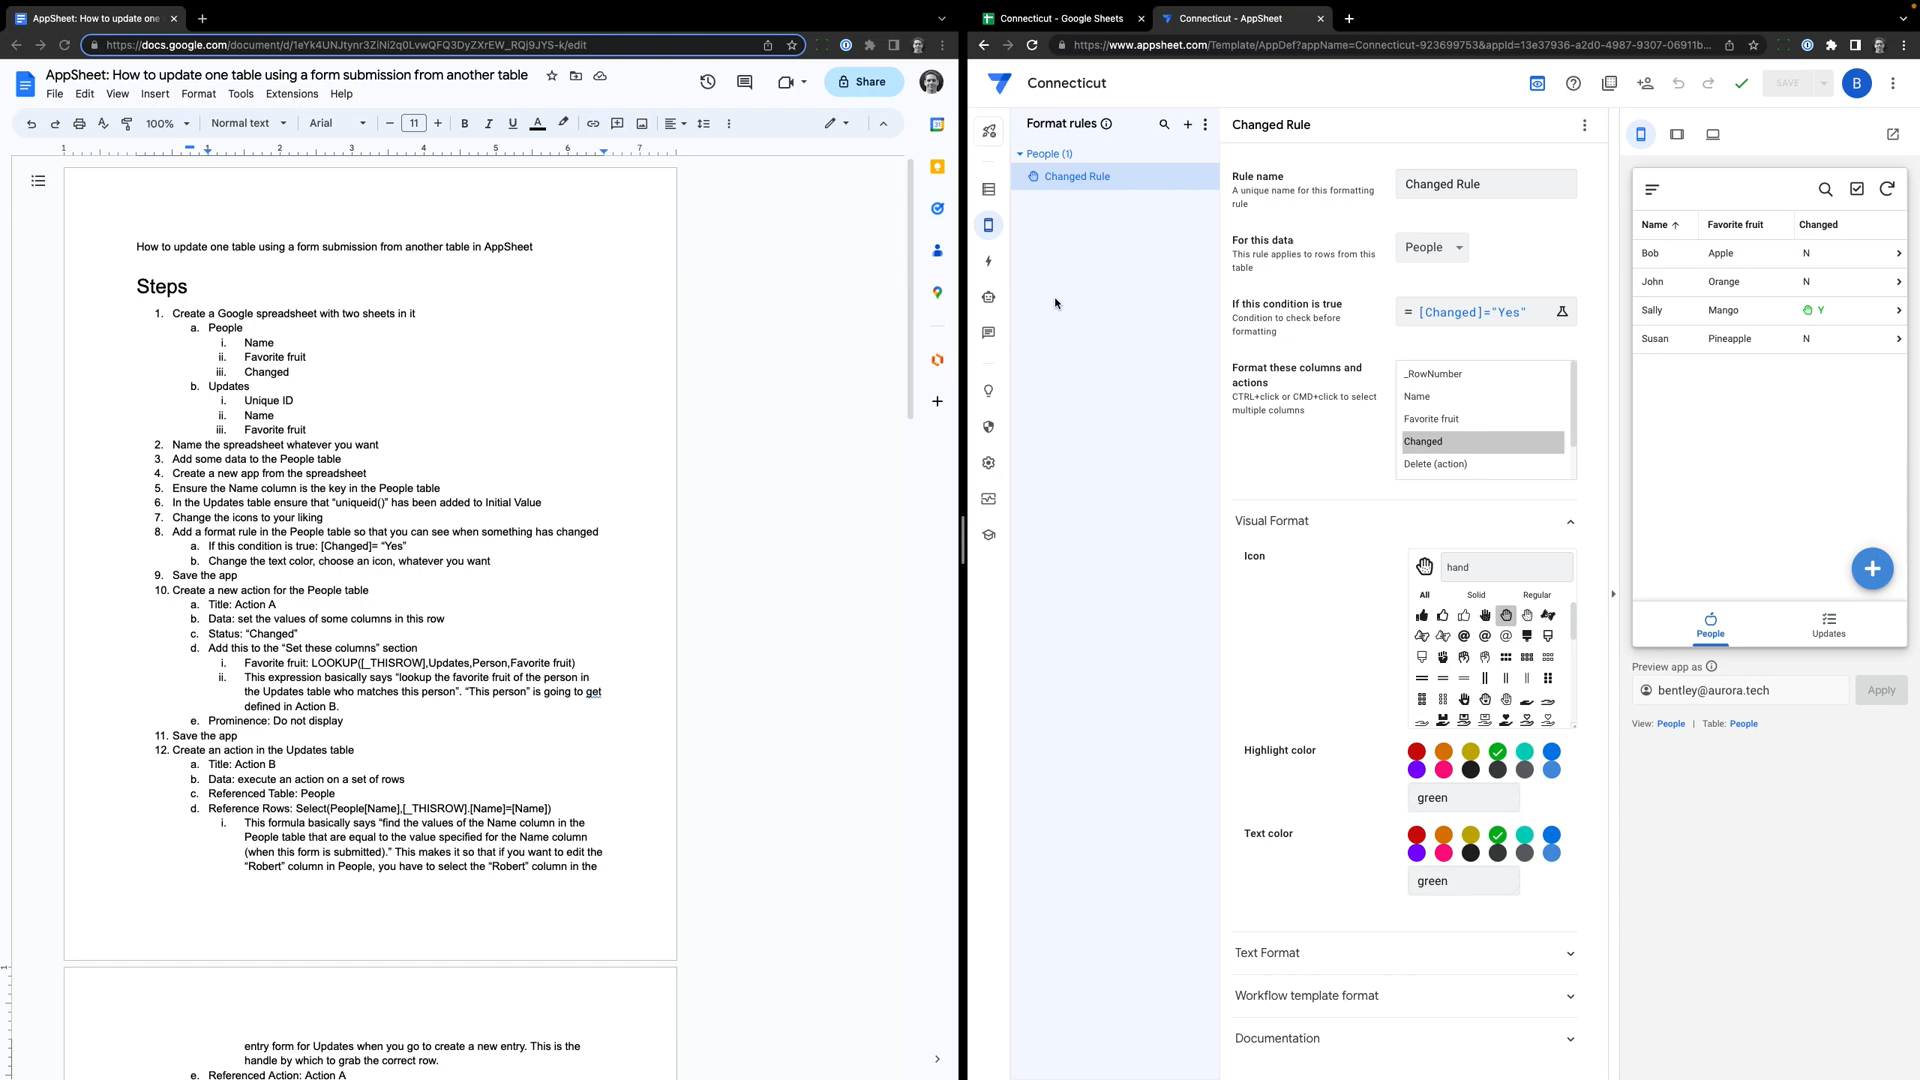 AppSheet: How to update one
https://docs.google.com/document/d/1eYk4UNJtynr3ZiNi2q0LvwQFQ3DyZXrEW_RQj9JYS-k/edit
AppSheet: How to update one table using a form submission from another table
File Edit View Insert Format Tools Extensions Help
Share
100% Normal text Arial 11
1 1 2 3 4 5 6 7
How to update one table using a form submission from another table in AppSheet
Steps
1. Create a Google spreadsheet with two sheets in it
a. People
i. Name
ii. Favorite fruit
iii. Changed
b. Updates
i. Unique ID
ii. Name
iii. Favorite fruit
2. Name the spreadsheet whatever you want
3. Add some data to the People table
4. Create a new app from the spreadsheet
5. Ensure the Name column is the key in the People table
6. In the Updates table ensure that “uniqueid()” has been added to Initial Value
7. Change the icons to your liking
8. Add a format rule in the People table so that you can see when something has changed
a. If this condition is true: [Changed]= “Yes”
b. Change the text color, choose an icon, whatever you want
9. Save the app
10. Create a new action for the People table
a. Title: Action A
b. Data: set the values of some columns in this row
c. Status: “Changed”
d. Add this to the “Set these columns” section
i. Favorite fruit: LOOKUP([_THISROW],Updates,Person,Favorite fruit)
ii. This expression basically says “lookup the favorite fruit of the person in
the Updates table who matches this person”. “This person” is going to get
defined in Action B.
e. Prominence: Do not display
11. Save the app
12. Create an action in the Updates table
a. Title: Action B
b. Data: execute an action on a set of rows
c. Referenced Table: People
d. Reference Rows: Select(People[Name],[_THISROW].[Name]=[Name])
i. This formula basically says “find the values of the Name column in the
People table that are equal to the value specified for the Name column
(when this form is submitted).” This makes it so that if you want to edit the
“Robert” column in People, you have to select the “Robert” column in the
entry form for Updates when you go to create a new entry. This is the
handle by which to grab the correct row.
e. Referenced Action: Action A
Connecticut - Google Sheets
Connecticut - AppSheet
https://www.appsheet.com/Template/AppDef?appName=Connecticut-923699753&appId=13e37936-a2d0-4987-9307-06911b...
Connecticut
SAVE
B
Format rules
People (1)
Changed Rule
Changed Rule
Rule name
A unique name for this formatting
rule
Changed Rule
For this data
This rule applies to rows from this
table
People
If this condition is true
Condition to check before
formatting
= [Changed]="Yes"
Format these columns and
actions
CTRL+click or CMD+click to select
multiple columns
_RowNumber
Name
Favorite fruit
Changed
Delete (action)
Visual Format
Icon
hand
All Solid Regular
Highlight color
green
Text color
green
Text Format
Workflow template format
Documentation
Name Favorite fruit Changed
Bob Apple N
John Orange N
Sally Mango Y
Susan Pineapple N
People Updates
Preview app as
bentley@aurora.tech
Apply
View: People | Table: People